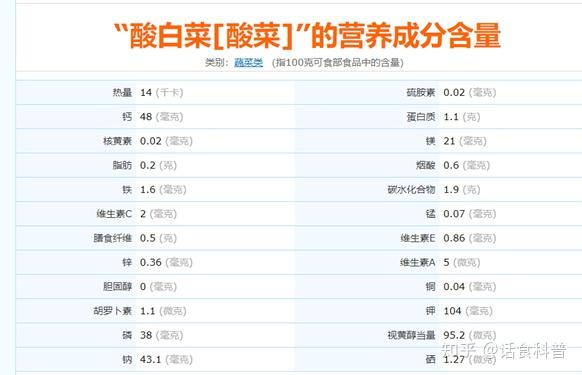 “酸白菜[酸菜]”的营养成分含量
类别: 蔬菜类 (指100克可食部食品中的含量)
热量 14 (千卡) 硫胺素 0.02 (毫克)
钙 48 (毫克) 蛋白质 1.1 (克)
核黄素 0.02 (毫克) 镁 21 (毫克)
脂肪 0.2 (克) 烟酸 0.6 (毫克)
铁 1.6 (毫克) 碳水化合物 1.9 (克)
维生素C 2 (毫克) 锰 0.07 (毫克)
膳食纤维 0.5 (克) 维生素E 0.86 (毫克)
锌 0.36 (毫克) 维生素A 5 (微克)
胆固醇 0 (毫克) 铜 0.04 (毫克)
胡罗卜素 1.1 (微克) 钾 104 (毫克)
磷 38 (毫克) 视黄醇当量 95.2 (微克)
钠 43.1 (毫克) 硒 1.27 (微克)
知乎 @话食科普